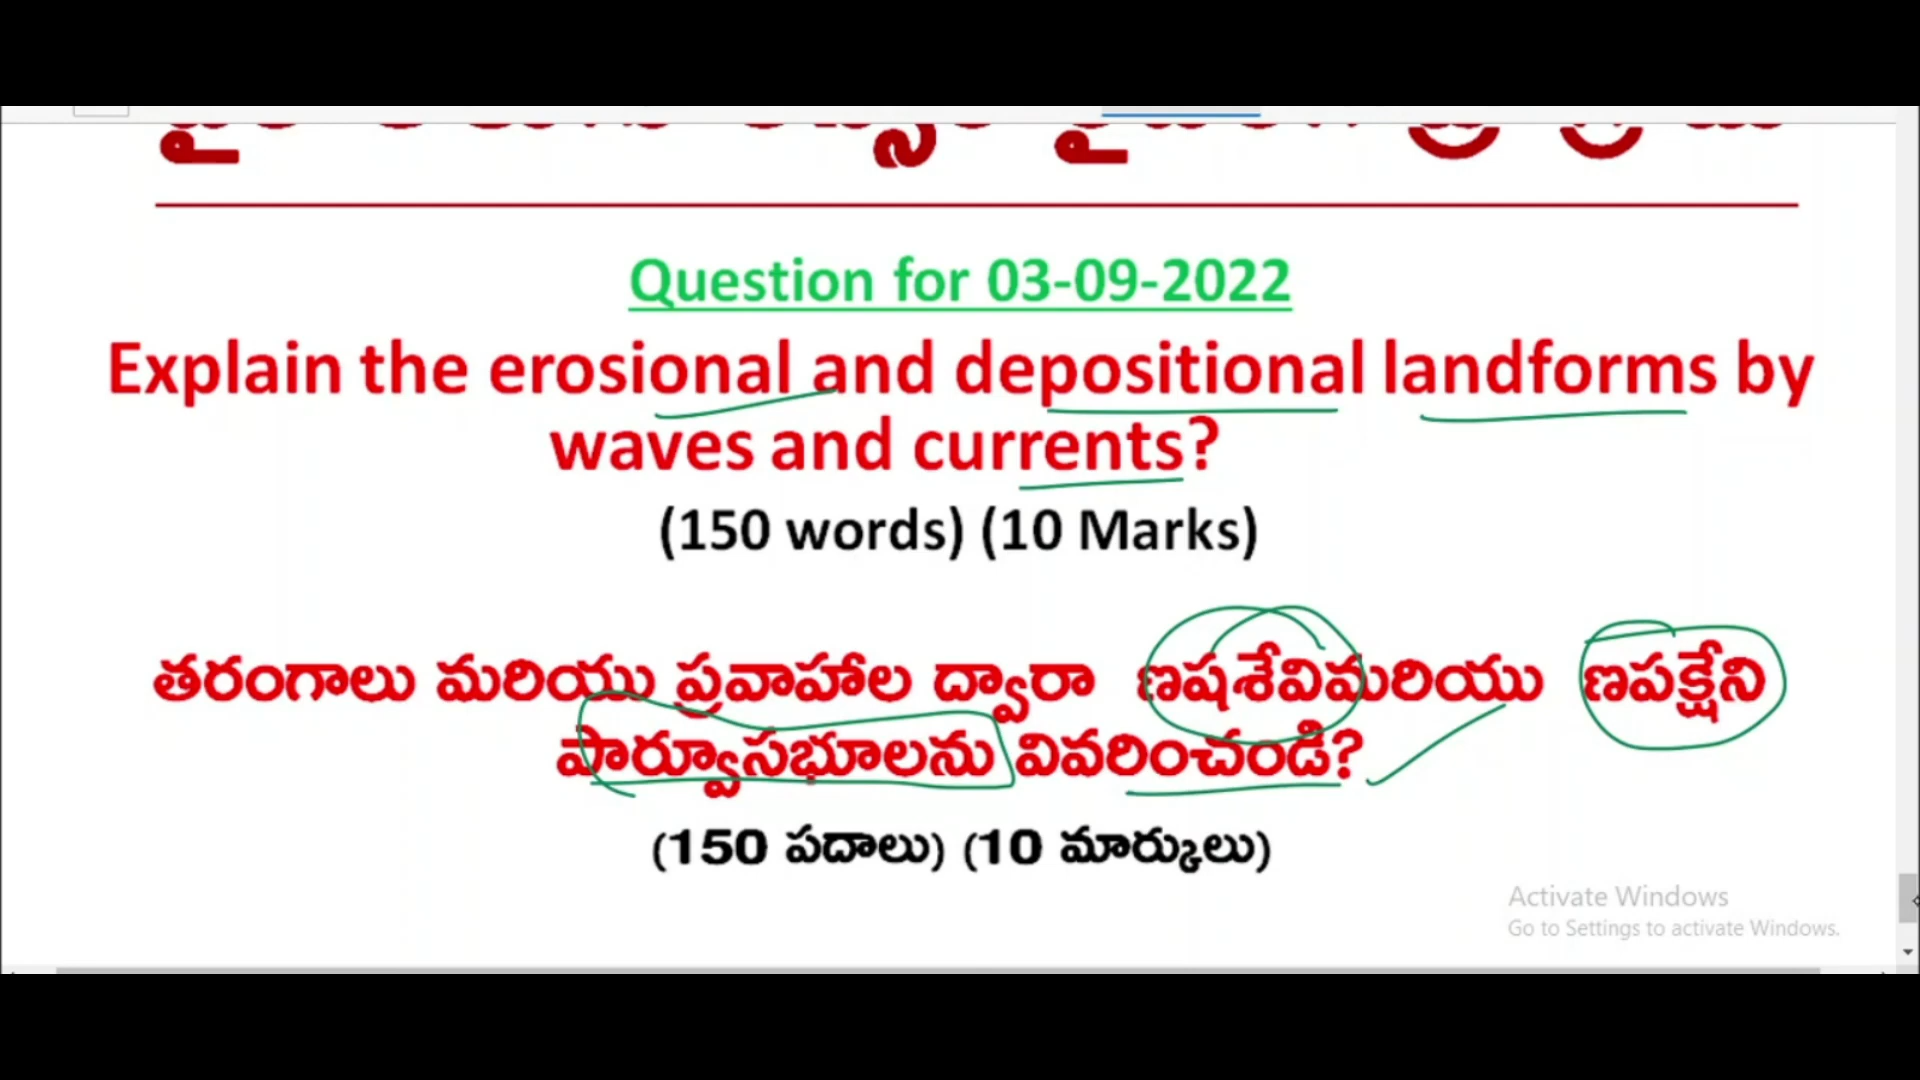 Question for 03-09-2022
Explain the erosional and depositional landforms by
waves and currents?
(150 words) (10 Marks)
తరంగాలు మరియు ప్రవాహాల ద్వారా ఐషశేవిమరియు ణపక్షేని
పార్వూసభూలను వివరించండి?
(150 పదాలు) (10 మార్కులు)
Activate Windows
Go to Settings to activate Windows.